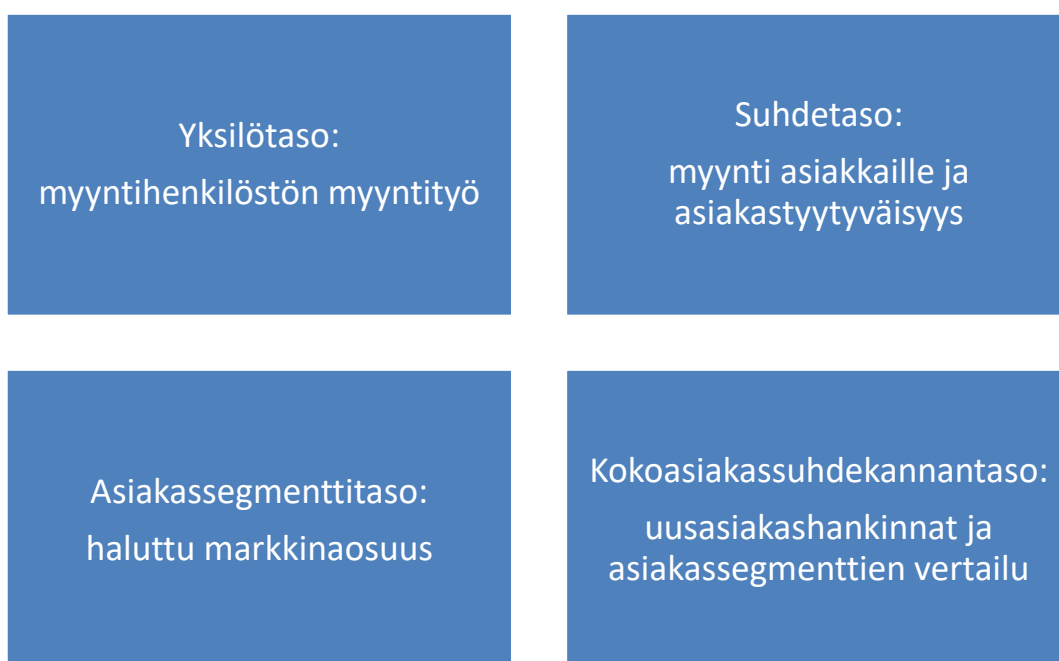 Yksilötaso:
myyntihenkilöstön myyntityö
Suhdetaso:
myynti asiakkaille ja
asiakastyytyväisyys
Asiakassegmenttitaso:
haluttu markkinaosuus
Kokoasiakassuhdekannantaso:
uusasiakashankinnat ja
asiakassegmenttien vertailu